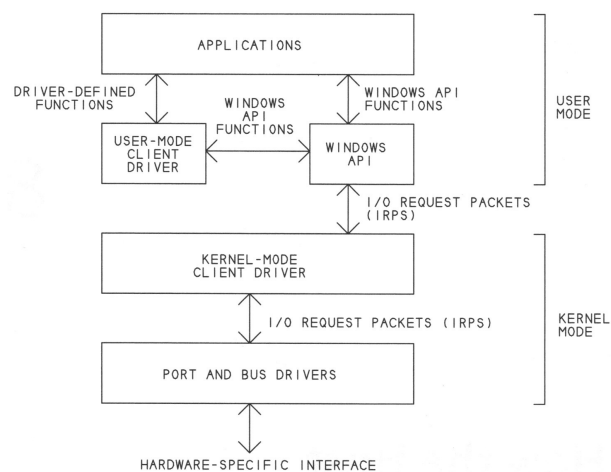 APPLICATIONS
DRIVER-DEFINED
FUNCTIONS
WINDOWS
API
FUNCTIONS
WINDOWS API
FUNCTIONS
USER
MODE
USER-MODE
CLIENT
DRIVER
WINDOWS
API
I/O REQUEST PACKETS
(IRPS)
KERNEL-MODE
CLIENT DRIVER
I/O REQUEST PACKETS (IRPS)
KERNEL
MODE
PORT AND BUS DRIVERS
HARDWARE-SPECIFIC INTERFACE